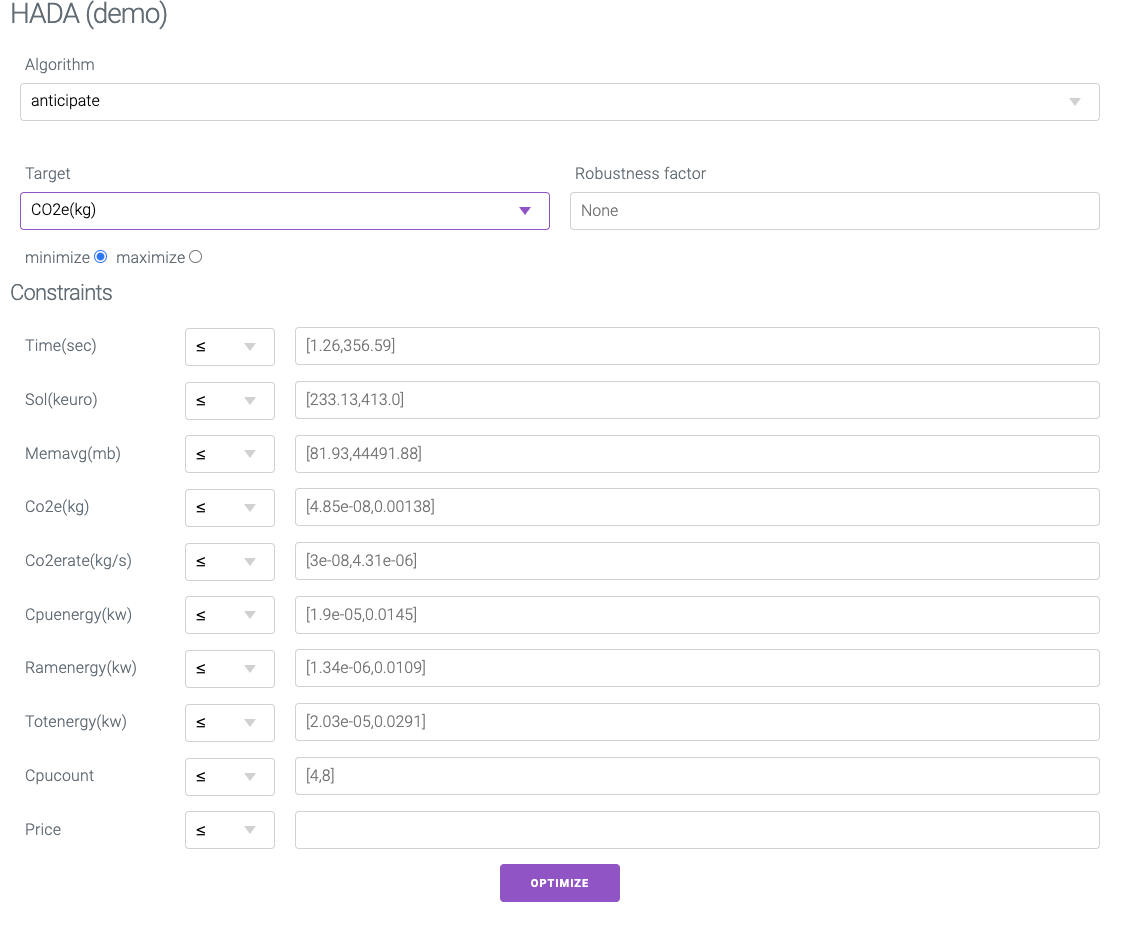 HADA (demo)
Algorithm
anticipate
Target
Robustness factor
CO2e(kg)
None
minimize maximize
Constraints
Time(sec) ≤ [1.26,356.59]
Sol(keuro) ≤ [233.13,413.0]
Memavg(mb) ≤ [81.93,44491.88]
Co2e(kg) ≤ [4.85e-08,0.00138]
Co2erate(kg/s) ≤ [3e-08,4.31e-06]
Cpuenergy(kw) ≤ [1.9e-05,0.0145]
Ramenergy(kw) ≤ [1.34e-06,0.0109]
Totenergy(kw) ≤ [2.03e-05,0.0291]
Cpucount ≤ [4,8]
Price ≤
OPTIMIZE